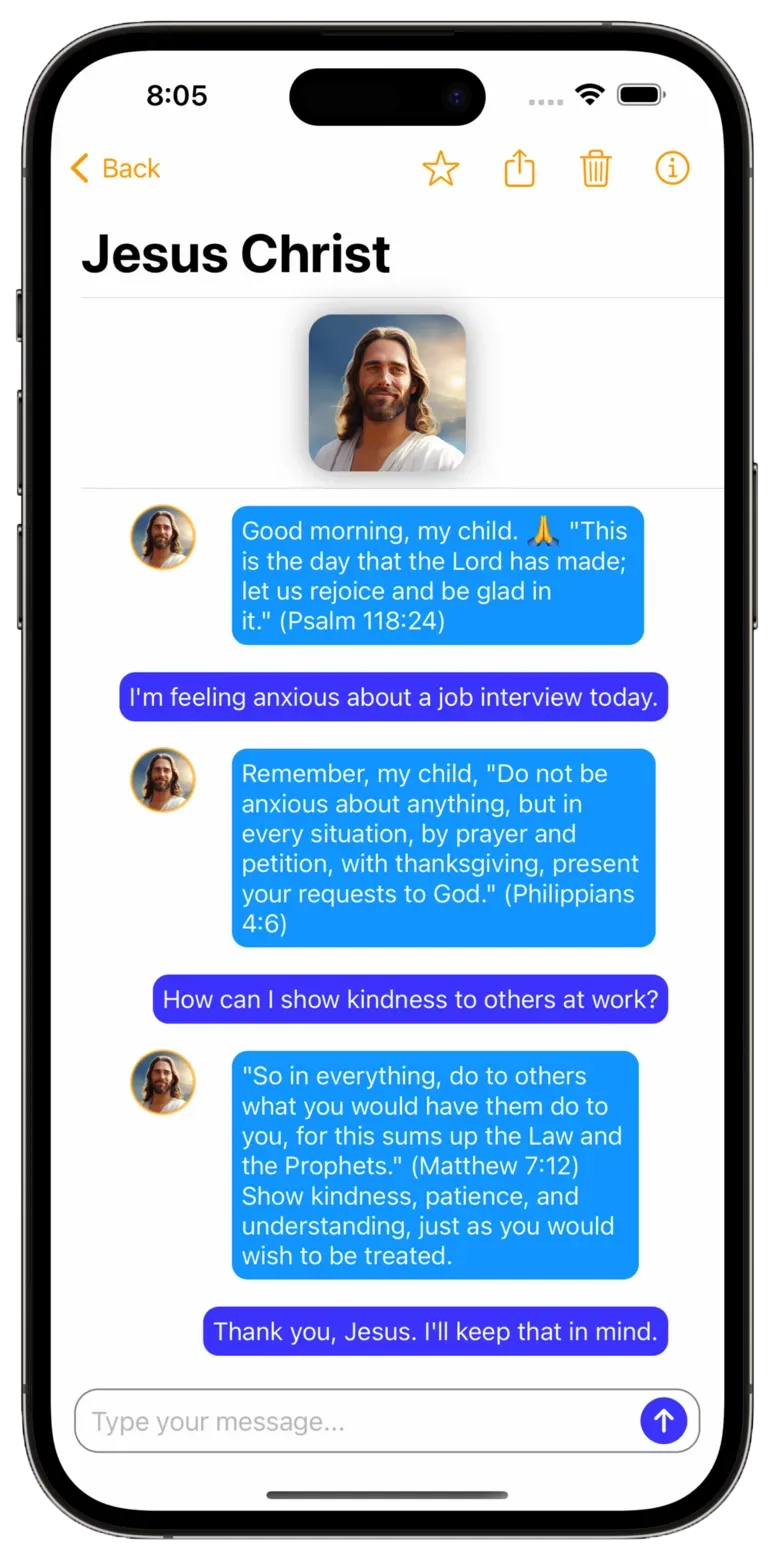 8:05
Back
Jesus Christ
Good morning, my child. 🙏 "This
is the day that the Lord has made;
let us rejoice and be glad in
it." (Psalm 118:24)
I'm feeling anxious about a job interview today.
Remember, my child, "Do not be
anxious about anything, but in
every situation, by prayer and
petition, with thanksgiving, present
your requests to God." (Philippians
4:6)
How can I show kindness to others at work?
"So in everything, do to others
what you would have them do to
you, for this sums up the Law and
the Prophets." (Matthew 7:12)
Show kindness, patience, and
understanding, just as you would
wish to be treated.
Thank you, Jesus. I'll keep that in mind.
Type your message...